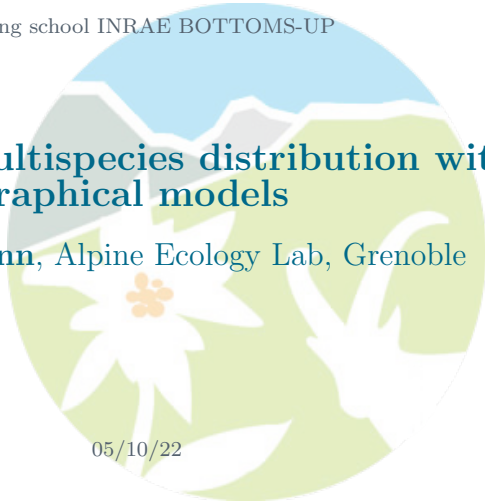 ng school INRAE BOTTOMS-UP
ultispecies distribution wit
raphical models
nn, Alpine Ecology Lab, Grenoble
05/10/22